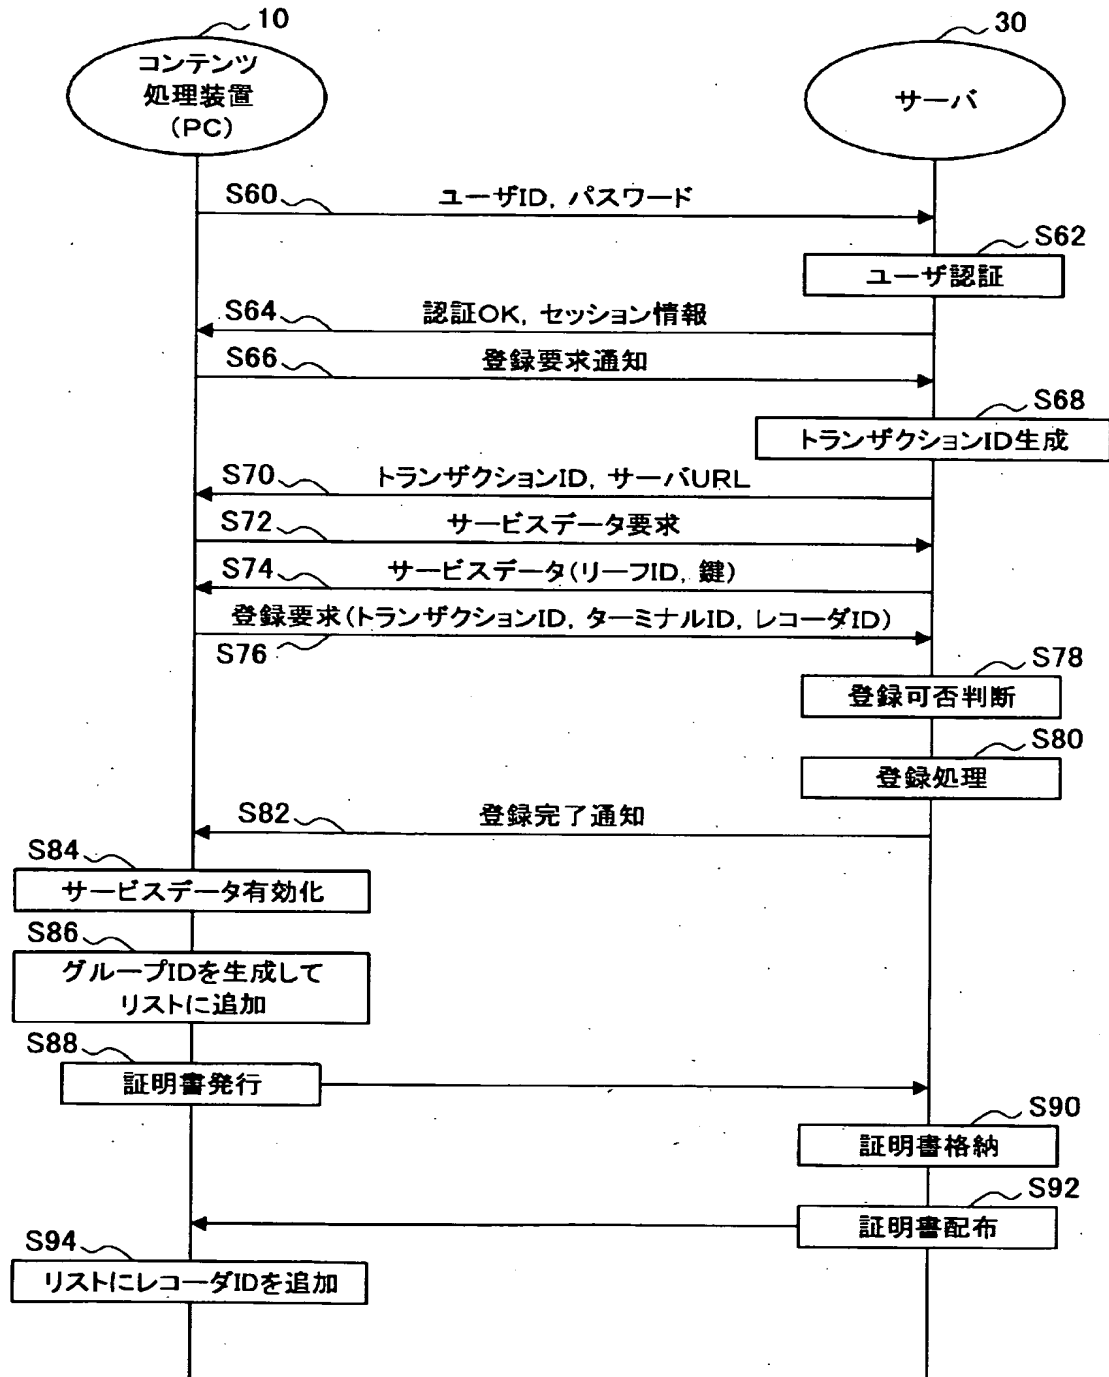 10
30
コンテンツ
処理装置
(PC)
サーバ
S60
ユーザID, パスワード
S62
ユーザ認証
S64
認証OK, セッション情報
S66
登録要求通知
S68
トランザクションID生成
S70
トランザクションID, サーバURL
S72
サービスデータ要求
S74
サービスデータ(リーフID, 鍵)
登録要求(トランザクションID, ターミナルID, レコーダID)
S76
S78
登録可否判断
S80
登録処理
S82
登録完了通知
S84
サービスデータ有効化
S86
グループIDを生成して
リストに追加
S88
証明書発行
S90
証明書格納
S92
証明書配布
S94
リストにレコーダIDを追加